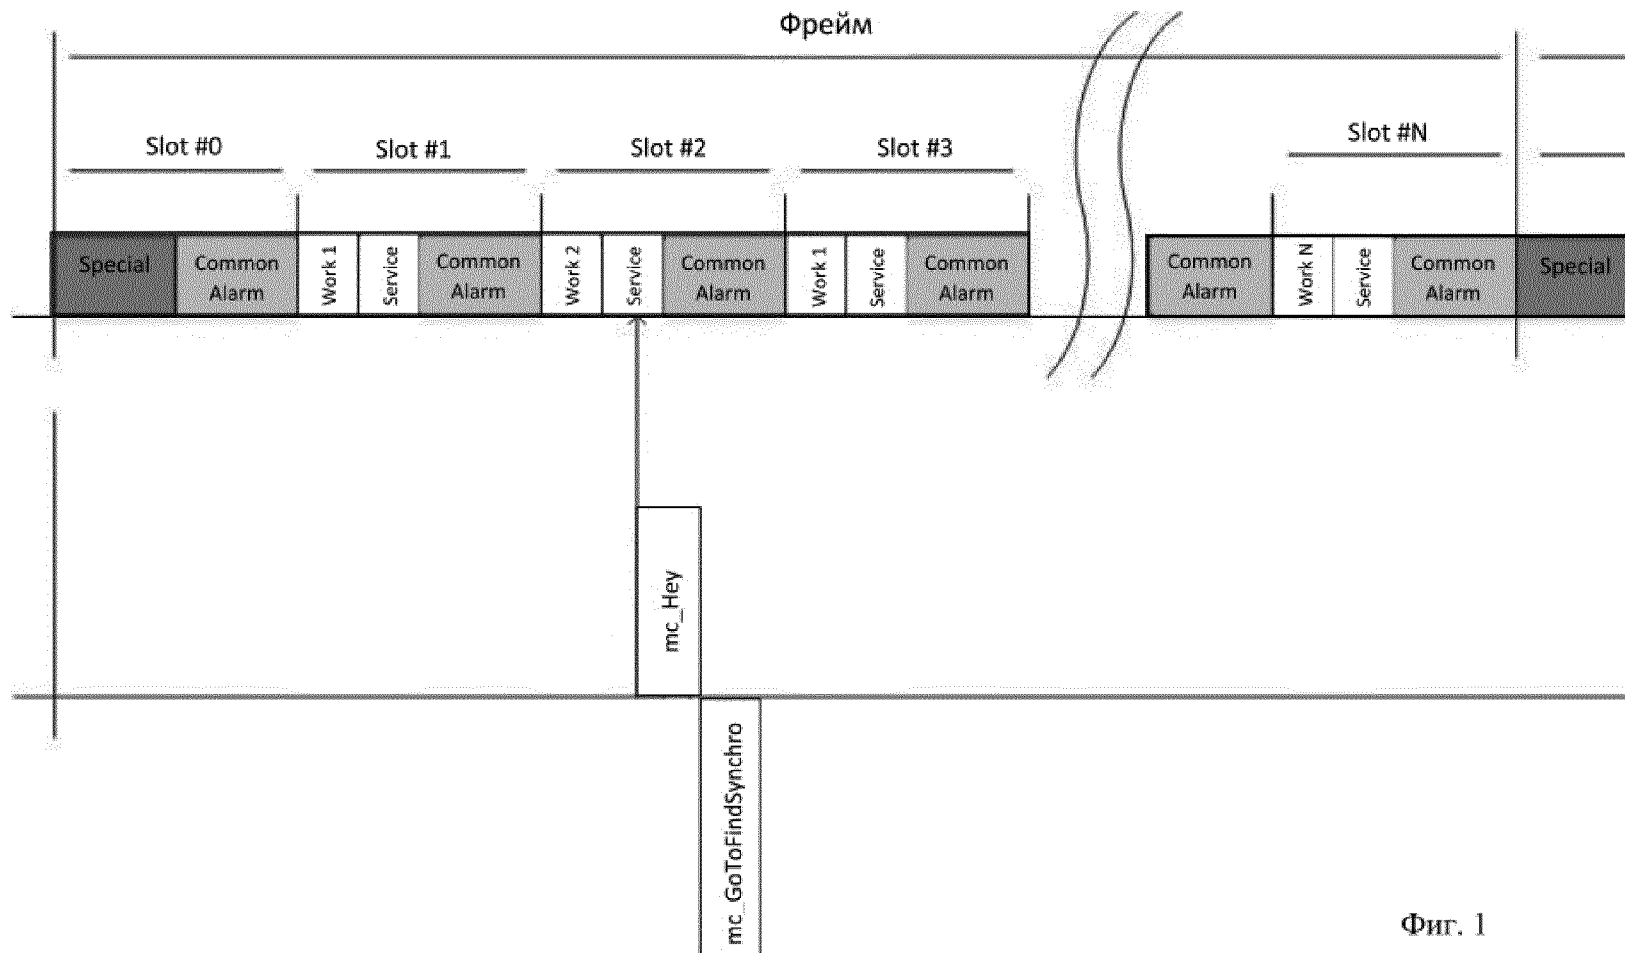 Фрейм
Slot #0
Slot #1
Slot #2
Slot #3
Slot #N
Special
Common
Alarm
Work 1
Service
Common
Alarm
Work 2
Service
Common
Alarm
Work 1
Service
Common
Alarm
Common
Alarm
Work N
Service
Common
Alarm
Special
mc_Hey
mc_GoToFindSynchro
Фиг. 1